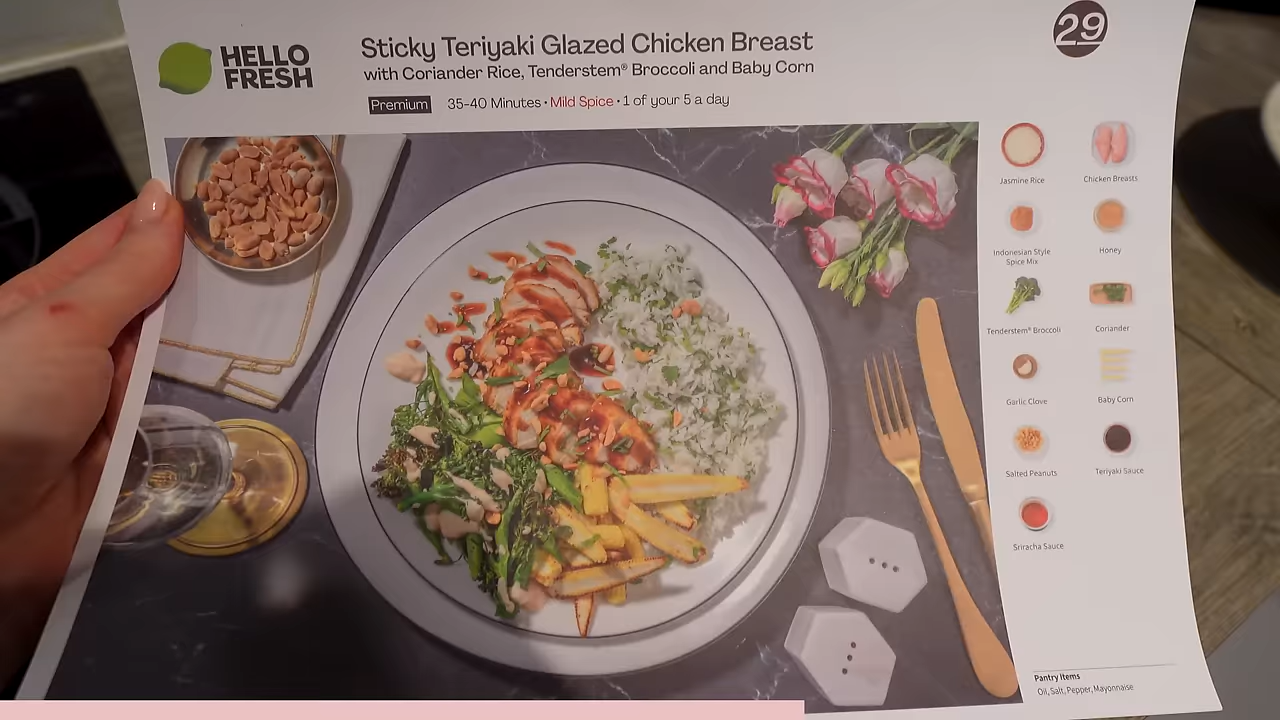 HELLO
FRESH
Sticky Teriyaki Glazed Chicken Breast
with Coriander Rice, Tenderstem® Broccoli and Baby Corn
Premium 35-40 Minutes • Mild Spice • 1 of your 5 a day
29
Jasmine Rice
Chicken Breasts
Indonesian Style
Spice Mix
Honey
Tenderstem® Broccoli
Coriander
Garlic Clove
Baby Corn
Salted Peanuts
Teriyaki Sauce
Sriracha Sauce
Pantry Items
Oil, Salt, Pepper, Mayonnaise